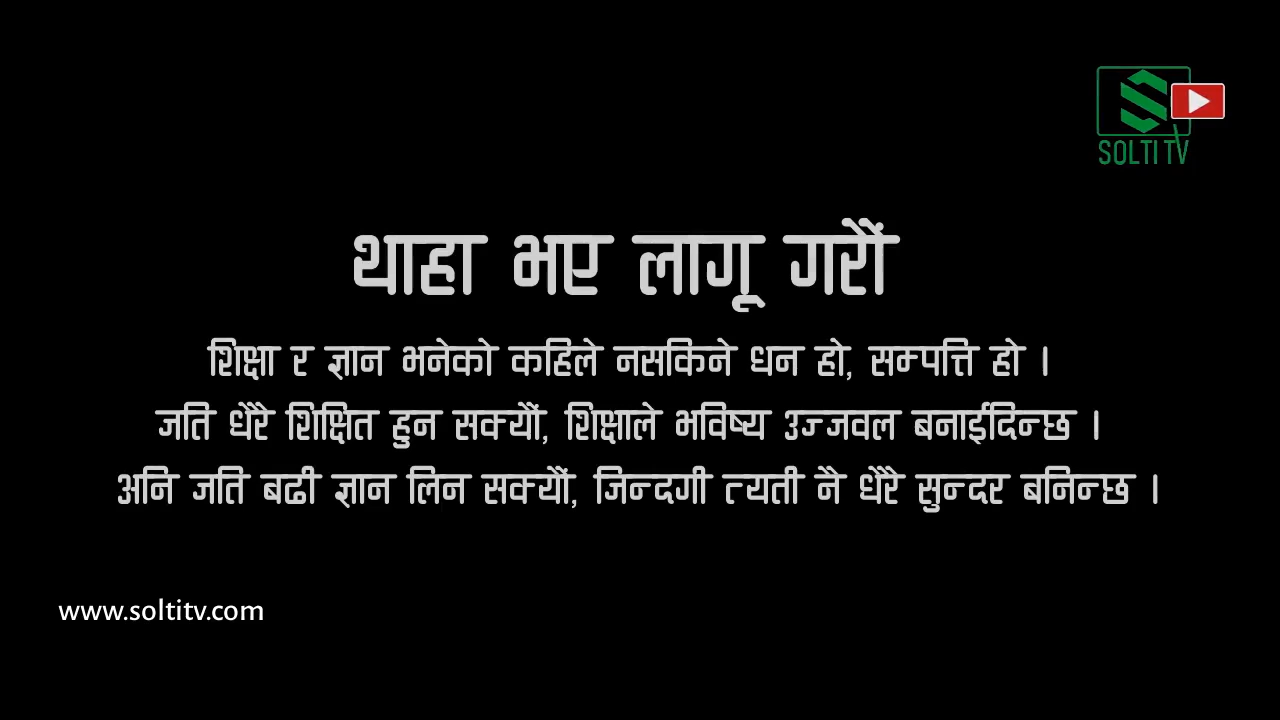 SOLTI TV
थाहा भए लागू गरौं
शिक्षा र ज्ञान भनेको कहिले नसकिने धन हो, सम्पत्ति हो ।
जति धेरै शिक्षित हुन सक्यौं, शिक्षाले भविष्य उज्जवल बनाईदिन्छ ।
अनि जति बढी ज्ञान लिन सक्यौं, जिन्दगी त्यती नै धेरै सुन्दर बनिन्छ ।
www.soltitv.com